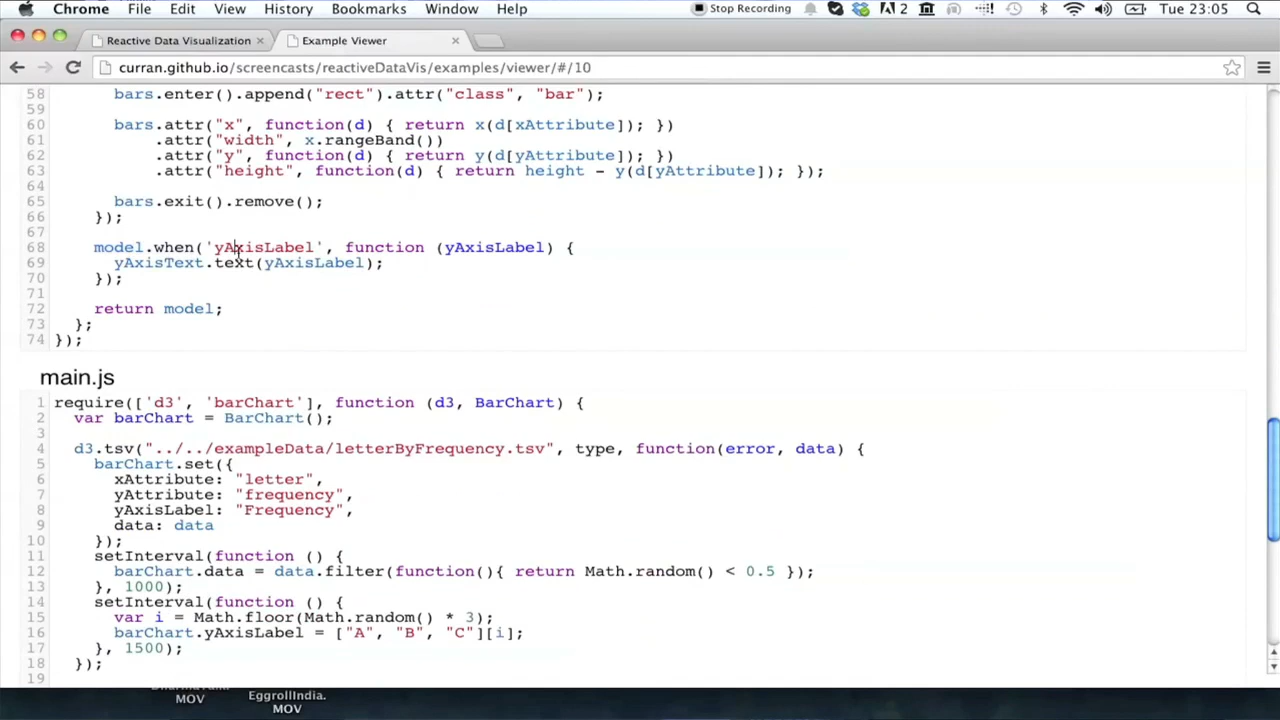 Chrome File Edit View History Bookmarks Window Help Stop Recording 2 Tue 23:05
Reactive Data Visualization × Example Viewer ×
curran.github.io/screencasts/reactiveDataVis/examples/viewer/#/10
58 bars.enter().append("rect").attr("class", "bar");
59
60 bars.attr("x", function(d) { return x(d[xAttribute]); })
61 .attr("width", x.rangeBand())
62 .attr("y", function(d) { return y(d[yAttribute]); })
63 .attr("height", function(d) { return height - y(d[yAttribute]); });
64
65 bars.exit().remove();
66 });
67
68 model.when('yAxisLabel', function (yAxisLabel) {
69 yAxisText.text(yAxisLabel);
70 });
71
72 return model;
73 };
74 });
main.js
1 require(['d3', 'barChart'], function (d3, BarChart) {
2 var barChart = BarChart();
3
4 d3.tsv("../../exampleData/letterByFrequency.tsv", type, function(error, data) {
5 barChart.set({
6 xAttribute: "letter",
7 yAttribute: "frequency",
8 yAxisLabel: "Frequency",
9 data: data
10 });
11 setInterval(function () {
12 barChart.data = data.filter(function(){ return Math.random() < 0.5 });
13 }, 1000);
14 setInterval(function () {
15 var i = Math.floor(Math.random() * 3);
16 barChart.yAxisLabel = ["A", "B", "C"][i];
17 }, 1500);
18 });
19
MOV
EggrollIndia.
MOV